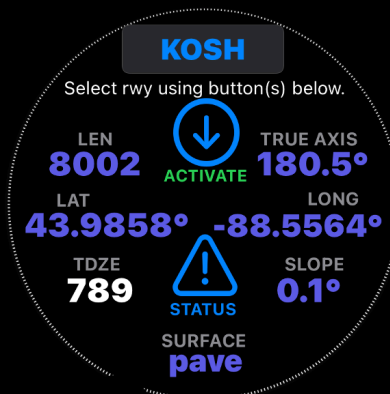 KOSH
Select rwy using button(s) below.
LEN
8002
ACTIVATE
TRUE AXIS
180.5°
LAT
43.9858°
LONG
-88.5564°
TDZE
789
STATUS
SLOPE
0.1°
SURFACE
pave